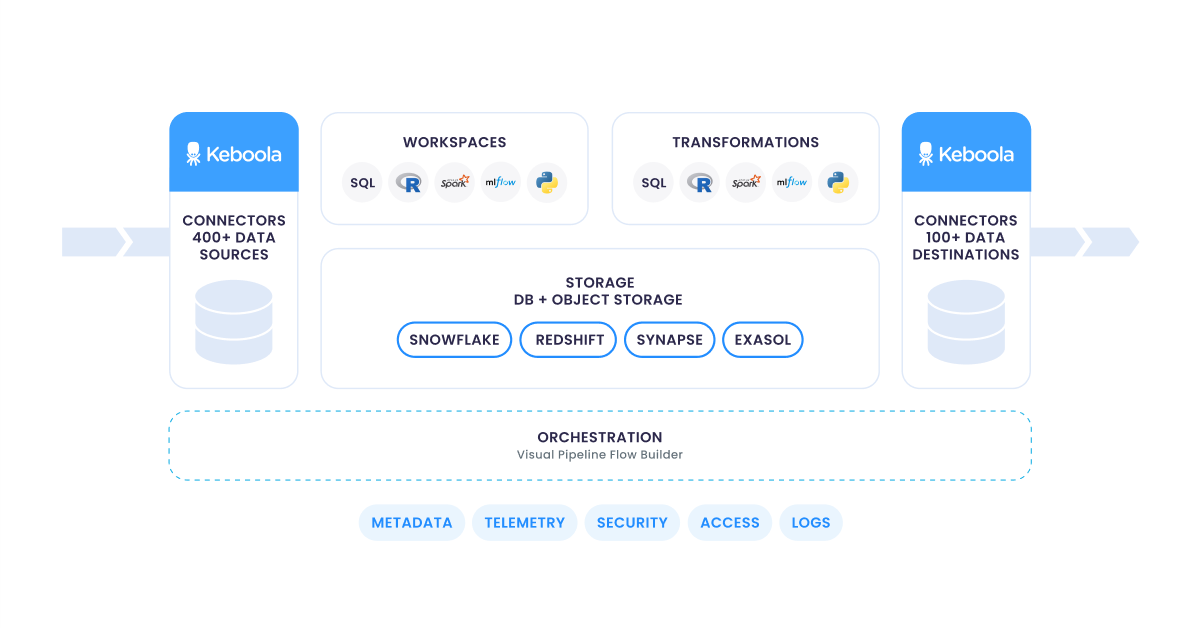 Keboola
CONNECTORS
400+ DATA
SOURCES
WORKSPACES
SQL
R
Spark
mlflow
TRANSFORMATIONS
SQL
R
Spark
mlflow
Keboola
CONNECTORS
100+ DATA
DESTINATIONS
STORAGE
DB + OBJECT STORAGE
SNOWFLAKE
REDSHIFT
SYNAPSE
EXASOL
ORCHESTRATION
Visual Pipeline Flow Builder
METADATA
TELEMETRY
SECURITY
ACCESS
LOGS